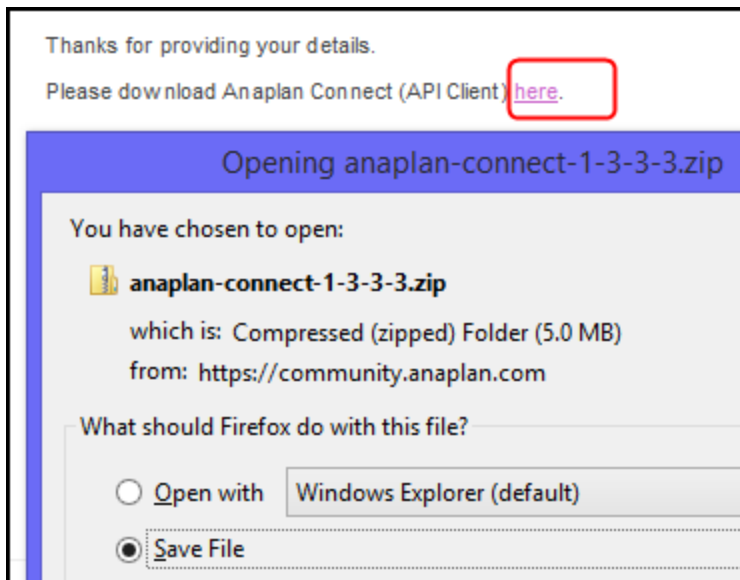 Thanks for providing your details.
Please download Anaplan Connect (API Client) here.
Opening anaplan-connect-1-3-3-3.zip
You have chosen to open:
anaplan-connect-1-3-3-3.zip
which is: Compressed (zipped) Folder (5.0 MB)
from: https://community.anaplan.com
What should Firefox do with this file?
Open with Windows Explorer (default)
Save File